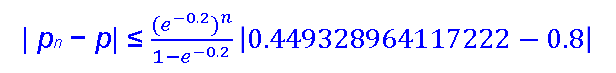 | pₙ − p| ≤ (e^{−0.2})^n / 1−e^{−0.2} |0.449328964117222 − 0.8|